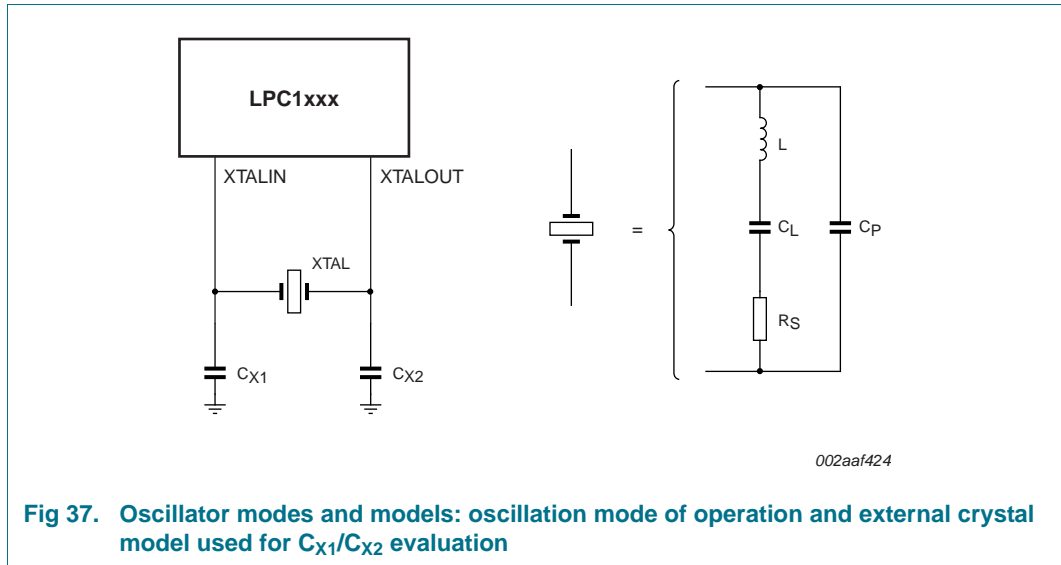 LPC1xxx
XTALIN
XTALOUT
XTAL
CX1
CX2
=
L
CL
CP
RS
002aaf424
Fig 37. Oscillator modes and models: oscillation mode of operation and external crystal
model used for CX1/CX2 evaluation